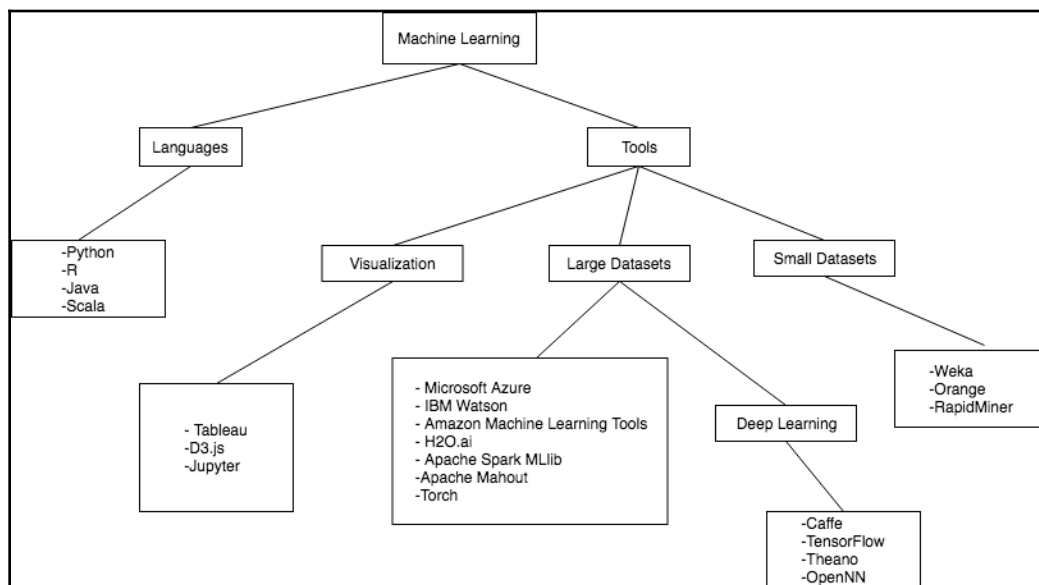 Machine Learning
Languages
Tools
-Python
-R
-Java
-Scala
Visualization
Large Datasets
Small Datasets
- Tableau
-D3.js
-Jupyter
- Microsoft Azure
- IBM Watson
- Amazon Machine Learning Tools
- H2O.ai
- Apache Spark MLlib
-Apache Mahout
-Torch
Deep Learning
-Weka
-Orange
-RapidMiner
-Caffe
-TensorFlow
-Theano
-OpenNN